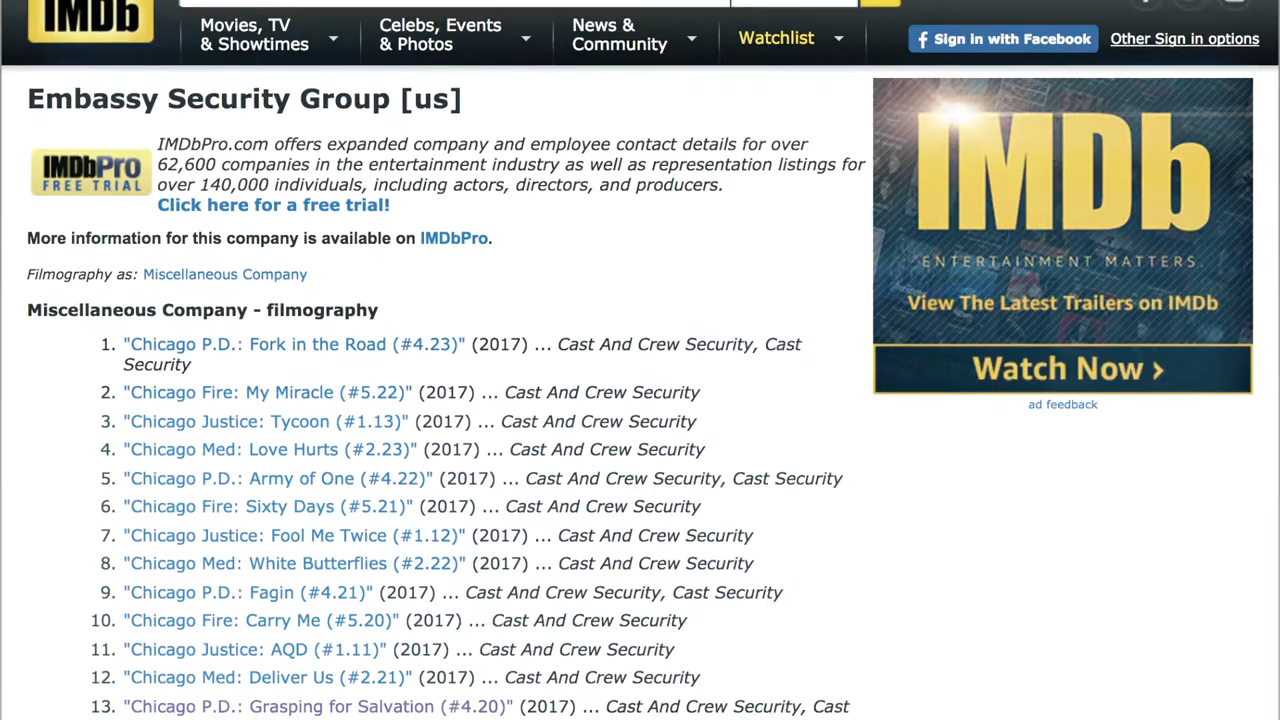 IMDb
Movies, TV
& Showtimes
Celebs, Events
& Photos
News &
Community
Watchlist
f Sign in with Facebook
Other Sign in options
Embassy Security Group [us]
IMDbPro
FREE TRIAL
IMDbPro.com offers expanded company and employee contact details for over
62,600 companies in the entertainment industry as well as representation listings for
over 140,000 individuals, including actors, directors, and producers.
Click here for a free trial!
More information for this company is available on IMDbPro.
Filmography as: Miscellaneous Company
Miscellaneous Company - filmography
1. "Chicago P.D.: Fork in the Road (#4.23)" (2017) ... Cast And Crew Security, Cast
Security
2. "Chicago Fire: My Miracle (#5.22)" (2017) ... Cast And Crew Security
3. "Chicago Justice: Tycoon (#1.13)" (2017) ... Cast And Crew Security
4. "Chicago Med: Love Hurts (#2.23)" (2017) ... Cast And Crew Security
5. "Chicago P.D.: Army of One (#4.22)" (2017) ... Cast And Crew Security, Cast Security
6. "Chicago Fire: Sixty Days (#5.21)" (2017) ... Cast And Crew Security
7. "Chicago Justice: Fool Me Twice (#1.12)" (2017) ... Cast And Crew Security
8. "Chicago Med: White Butterflies (#2.22)" (2017) ... Cast And Crew Security
9. "Chicago P.D.: Fagin (#4.21)" (2017) ... Cast And Crew Security, Cast Security
10. "Chicago Fire: Carry Me (#5.20)" (2017) ... Cast And Crew Security
11. "Chicago Justice: AQD (#1.11)" (2017) ... Cast And Crew Security
12. "Chicago Med: Deliver Us (#2.21)" (2017) ... Cast And Crew Security
13. "Chicago P.D.: Grasping for Salvation (#4.20)" (2017) ... Cast And Crew Security, Cast
IMDb
ENTERTAINMENT MATTERS.
View The Latest Trailers on IMDb
Watch Now >
ad feedback